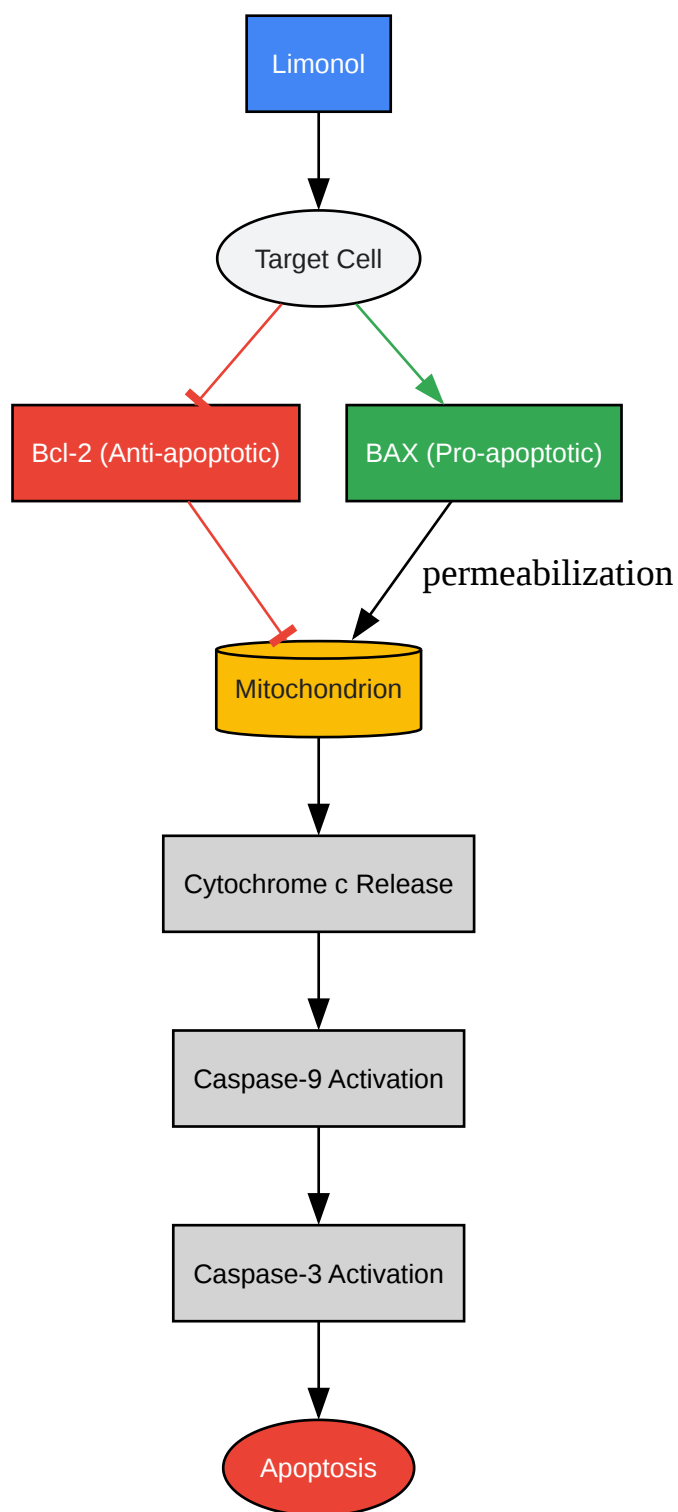 Limonol
Target Cell
Bcl-2 (Anti-apoptotic)
BAX (Pro-apoptotic)
permeabilization
Mitochondrion
Cytochrome c Release
Caspase-9 Activation
Caspase-3 Activation
Apoptosis